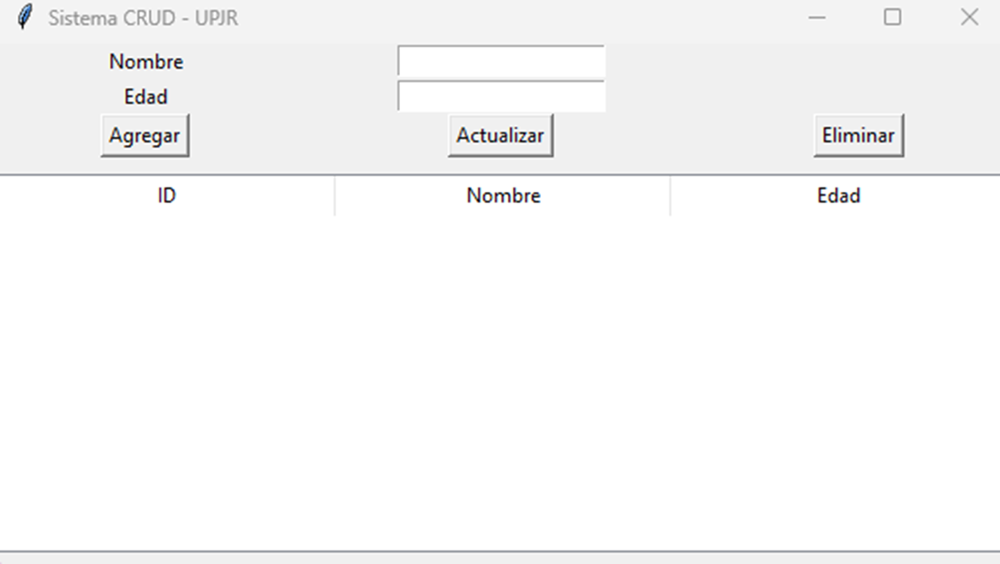 Sistema CRUD - UPJR
Nombre
Edad
Agregar Actualizar Eliminar
ID Nombre Edad